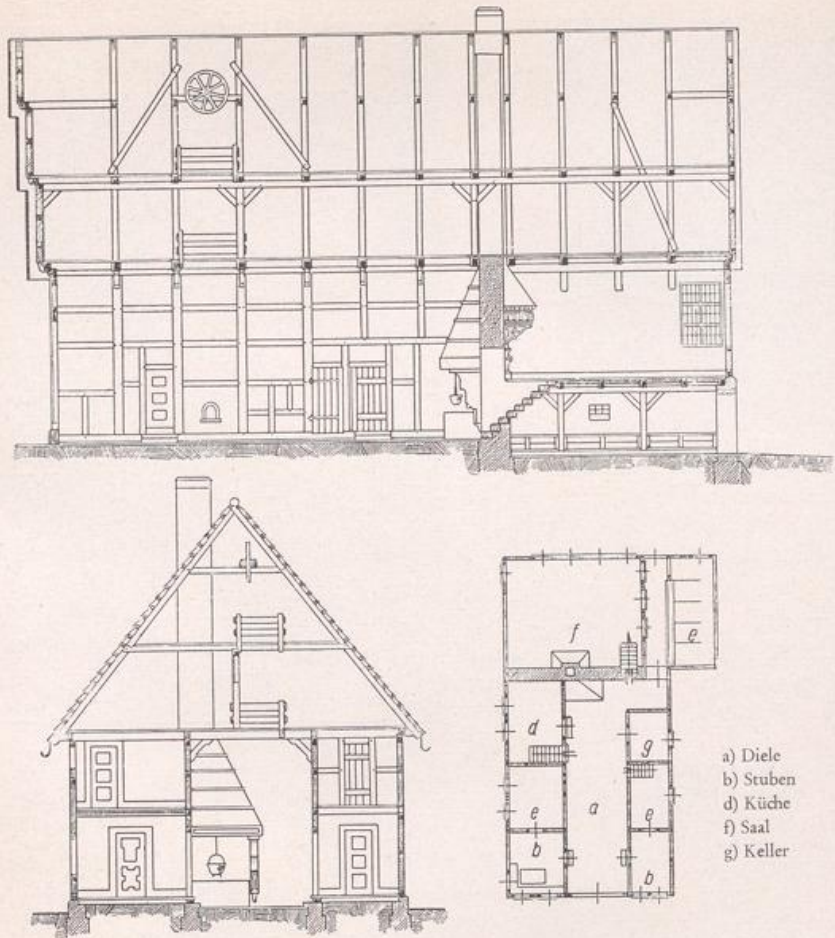 f
e
d
g
a
e
e
b
b
a) Diele
b) Stuben
d) Küche
f) Saal
g) Keller